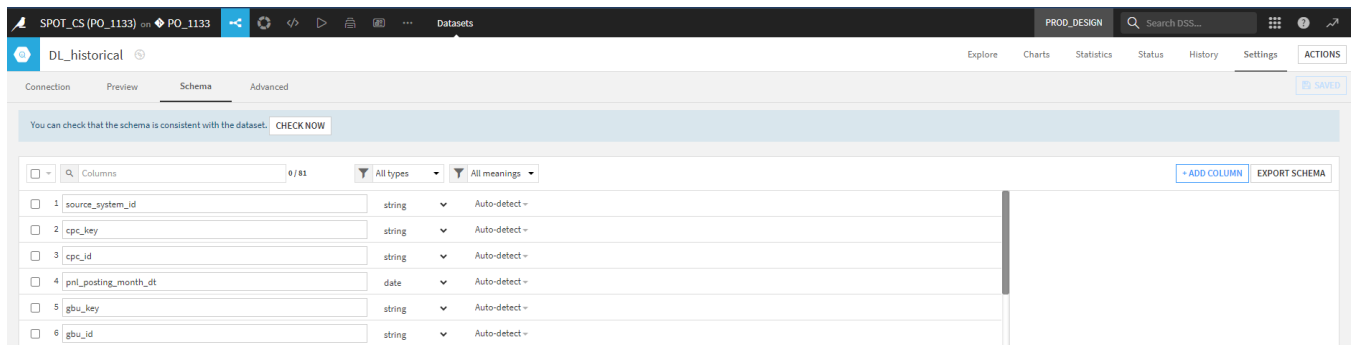 SPOT_CS (PO_1133) on PO_1133 </> ... Datasets PROD_DESIGN Search DSS... ?
DL_historical Explore Charts Statistics Status History Settings ACTIONS
Connection Preview Schema Advanced SAVED
You can check that the schema is consistent with the dataset. CHECK NOW
Columns 0 / 81 All types All meanings + ADD COLUMN EXPORT SCHEMA
1 source_system_id string Auto-detect
2 cpc_key string Auto-detect
3 cpc_id string Auto-detect
4 pnl_posting_month_dt date Auto-detect
5 gbu_key string Auto-detect
6 gbu_id string Auto-detect